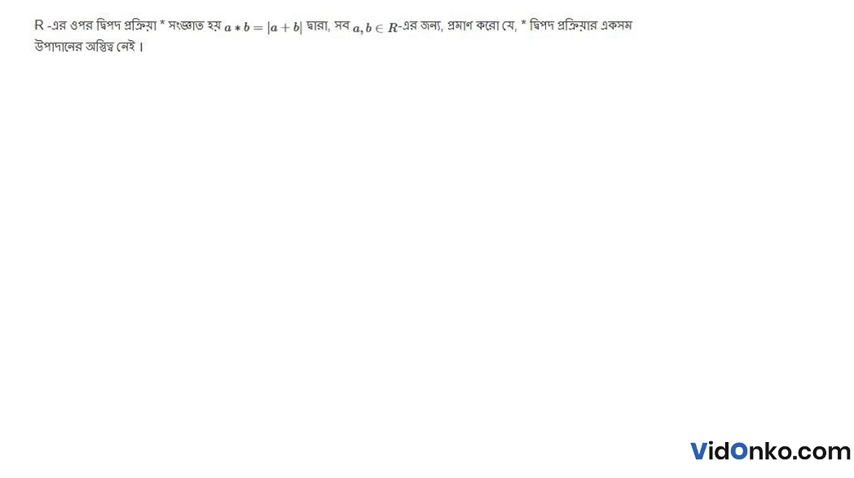 R -এর ওপর দ্বিপদ প্রক্রিয়া * সংজ্ঞাত হয় a ∗ b = |a + b| দ্বারা, সব a, b ∈ R-এর জন্য, প্রমাণ করো যে, * দ্বিপদ প্রক্রিয়ার একসম
উপাদানের অস্তিত্ব নেই ।
VidOnko.com